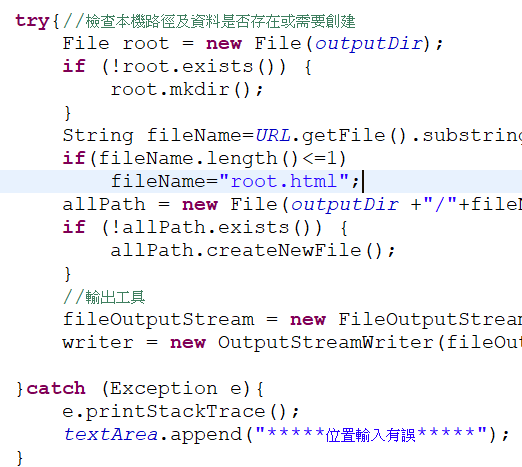 try{//檢查本機路徑及資料是否存在或需要創建
File root = new File(outputDir);
if (!root.exists()) {
root.mkdir();
}
String fileName=URL.getFile().substring
if(fileName.length()<=1)
fileName="root.html";
allPath = new File(outputDir +"/"+fileN
if (!allPath.exists()) {
allPath.createNewFile();
}
//輸出工具
fileOutputStream = new FileOutputStream
writer = new OutputStreamWriter(fileOut
}catch (Exception e){
e.printStackTrace();
textArea.append("*****位置輸入有誤*****");
}